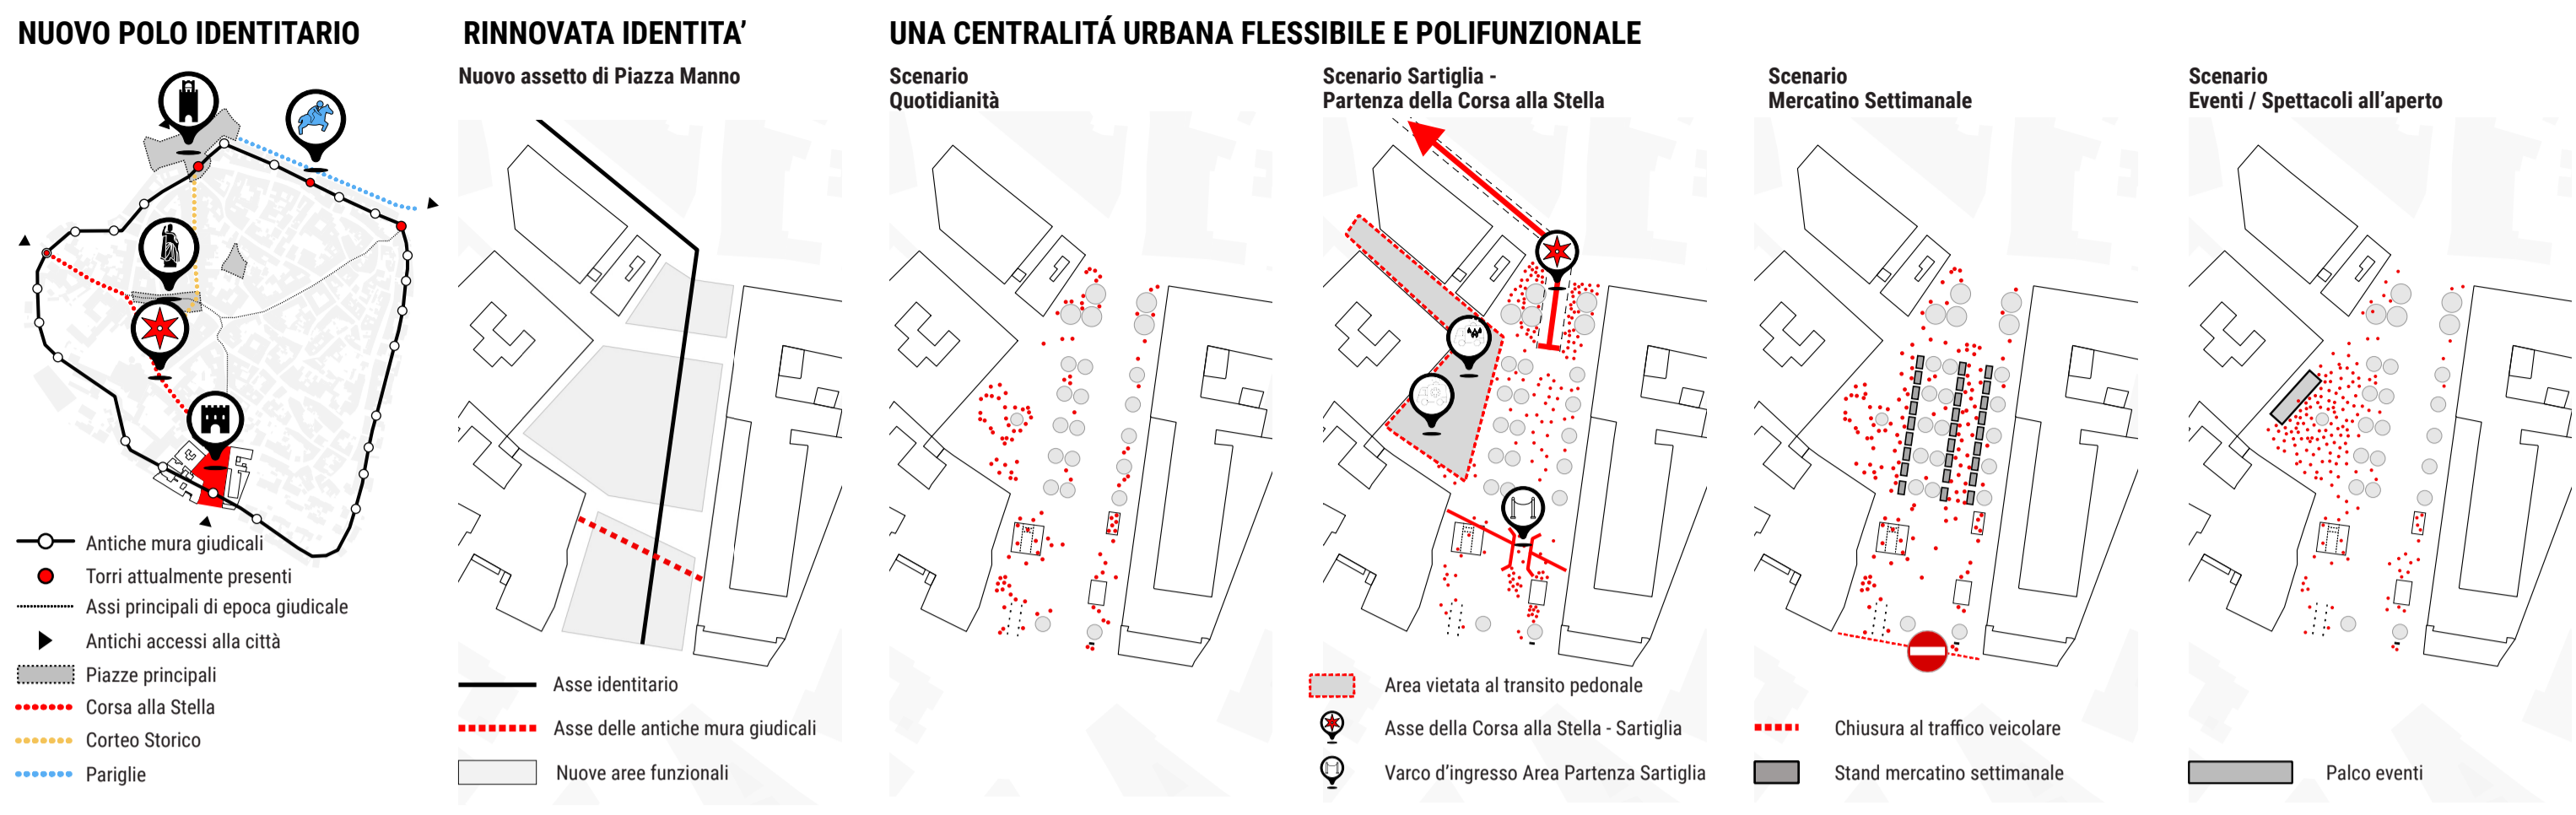 NUOVO POLO IDENTITARIO
Antiche mura giudicali
Torri attualmente presenti
Assi principali di epoca giudicale
Antichi accessi alla città
Piazze principali
Corsa alla Stella
Corteo Storico
Pariglie
RINNOVATA IDENTITA’
Nuovo assetto di Piazza Manno
Asse identitario
Asse delle antiche mura giudicali
Nuove aree funzionali
UNA CENTRALITÁ URBANA FLESSIBILE E POLIFUNZIONALE
Scenario
Quotidianità
Scenario Sartiglia -
Partenza della Corsa alla Stella
Area vietata al transito pedonale
Asse della Corsa alla Stella - Sartiglia
Varco d’ingresso Area Partenza Sartiglia
Scenario
Mercatino Settimanale
Chiusura al traffico veicolare
Stand mercatino settimanale
Scenario
Eventi / Spettacoli all’aperto
Palco eventi